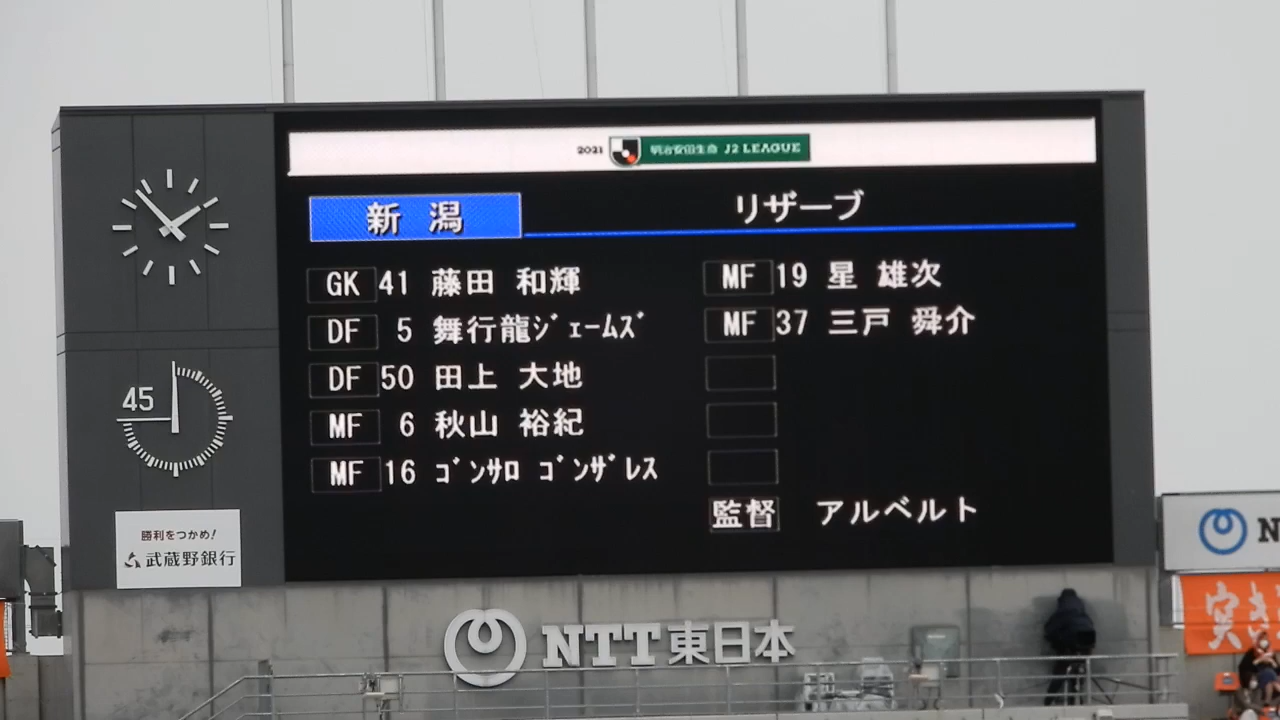 2021 明治安田生命 J2 LEAGUE
新潟 リザーブ
GK 41 藤田 和輝
DF 5 舞行龍ｼﾞｪｰﾑｽﾞ
DF 50 田上 大地
MF 6 秋山 裕紀
MF 16 ｺﾞﾝｻﾛ ｺﾞﾝｻﾞﾚｽ
MF 19 星 雄次
MF 37 三戸 舜介
監督 アルベルト
45
勝利をつかめ!
武蔵野銀行
NTT東日本
N
突き